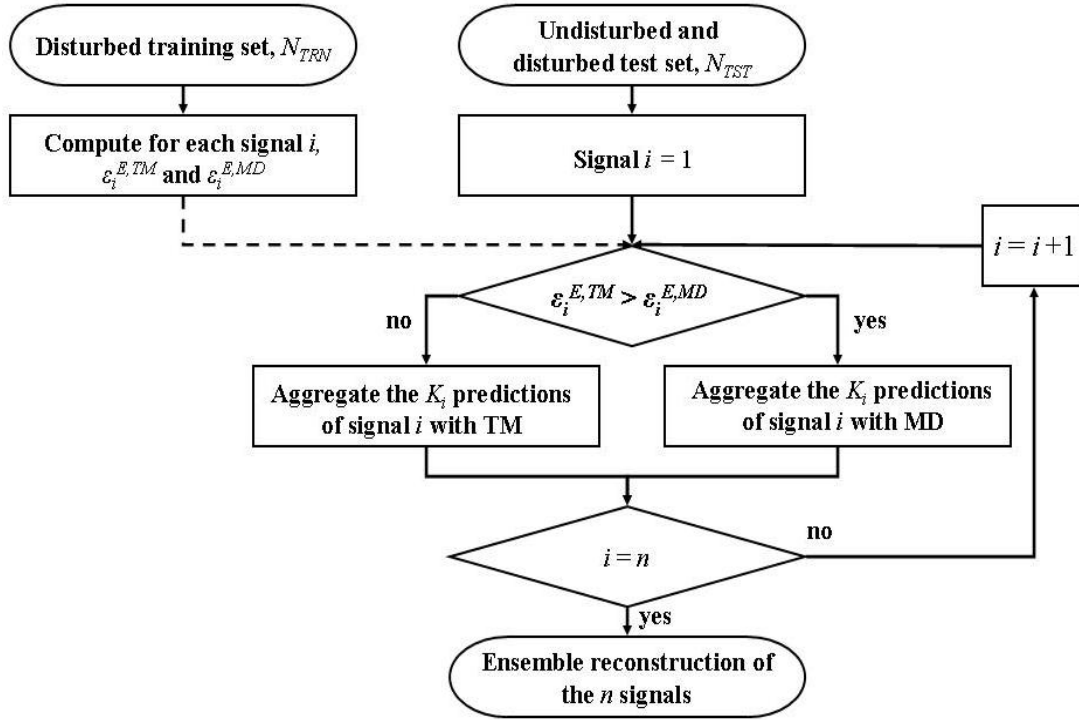 Disturbed training set, N_TRN
Undisturbed and
disturbed test set, N_TST
Compute for each signal i,
ε_i^E,TM and ε_i^E,MD
Signal i = 1
i = i+1
ε_i^E,TM > ε_i^E,MD
no
yes
Aggregate the K_i predictions
of signal i with TM
Aggregate the K_i predictions
of signal i with MD
i = n
no
yes
Ensemble reconstruction of
the n signals